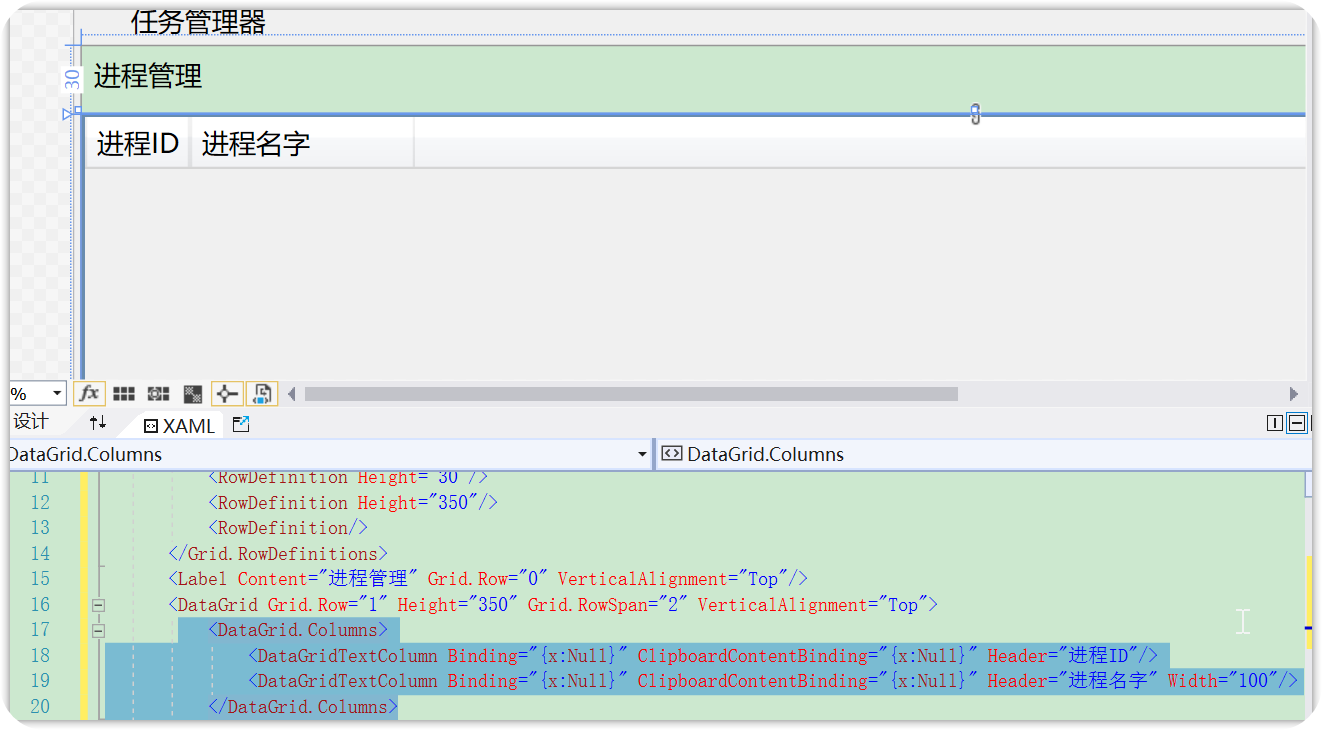 任务管理器
进程管理
30
进程ID 进程名字
%
设计 XAML
DataGrid.Columns DataGrid.Columns
11 <RowDefinition Height="30"/>
12 <RowDefinition Height="350"/>
13 <RowDefinition/>
14 </Grid.RowDefinitions>
15 <Label Content="进程管理" Grid.Row="0" VerticalAlignment="Top"/>
16 <DataGrid Grid.Row="1" Height="350" Grid.RowSpan="2" VerticalAlignment="Top">
17 <DataGrid.Columns>
18 <DataGridTextColumn Binding="{x:Null}" ClipboardContentBinding="{x:Null}" Header="进程ID"/>
19 <DataGridTextColumn Binding="{x:Null}" ClipboardContentBinding="{x:Null}" Header="进程名字" Width="100"/>
20 </DataGrid.Columns>